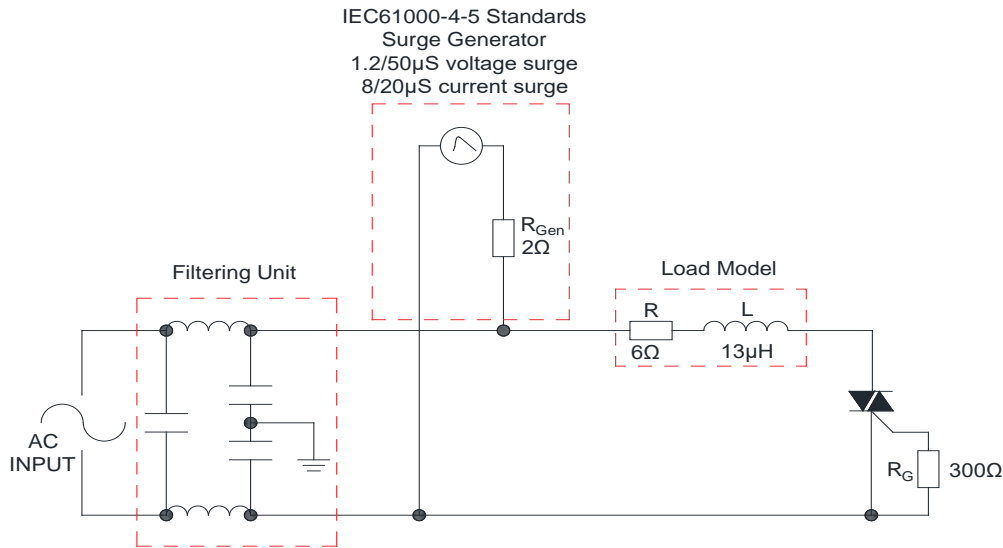 IEC61000-4-5 Standards
Surge Generator
1.2/50µS voltage surge
8/20µS current surge
RGen
2Ω
Filtering Unit
Load Model
R
L
6Ω
13µH
AC
INPUT
RG
300Ω